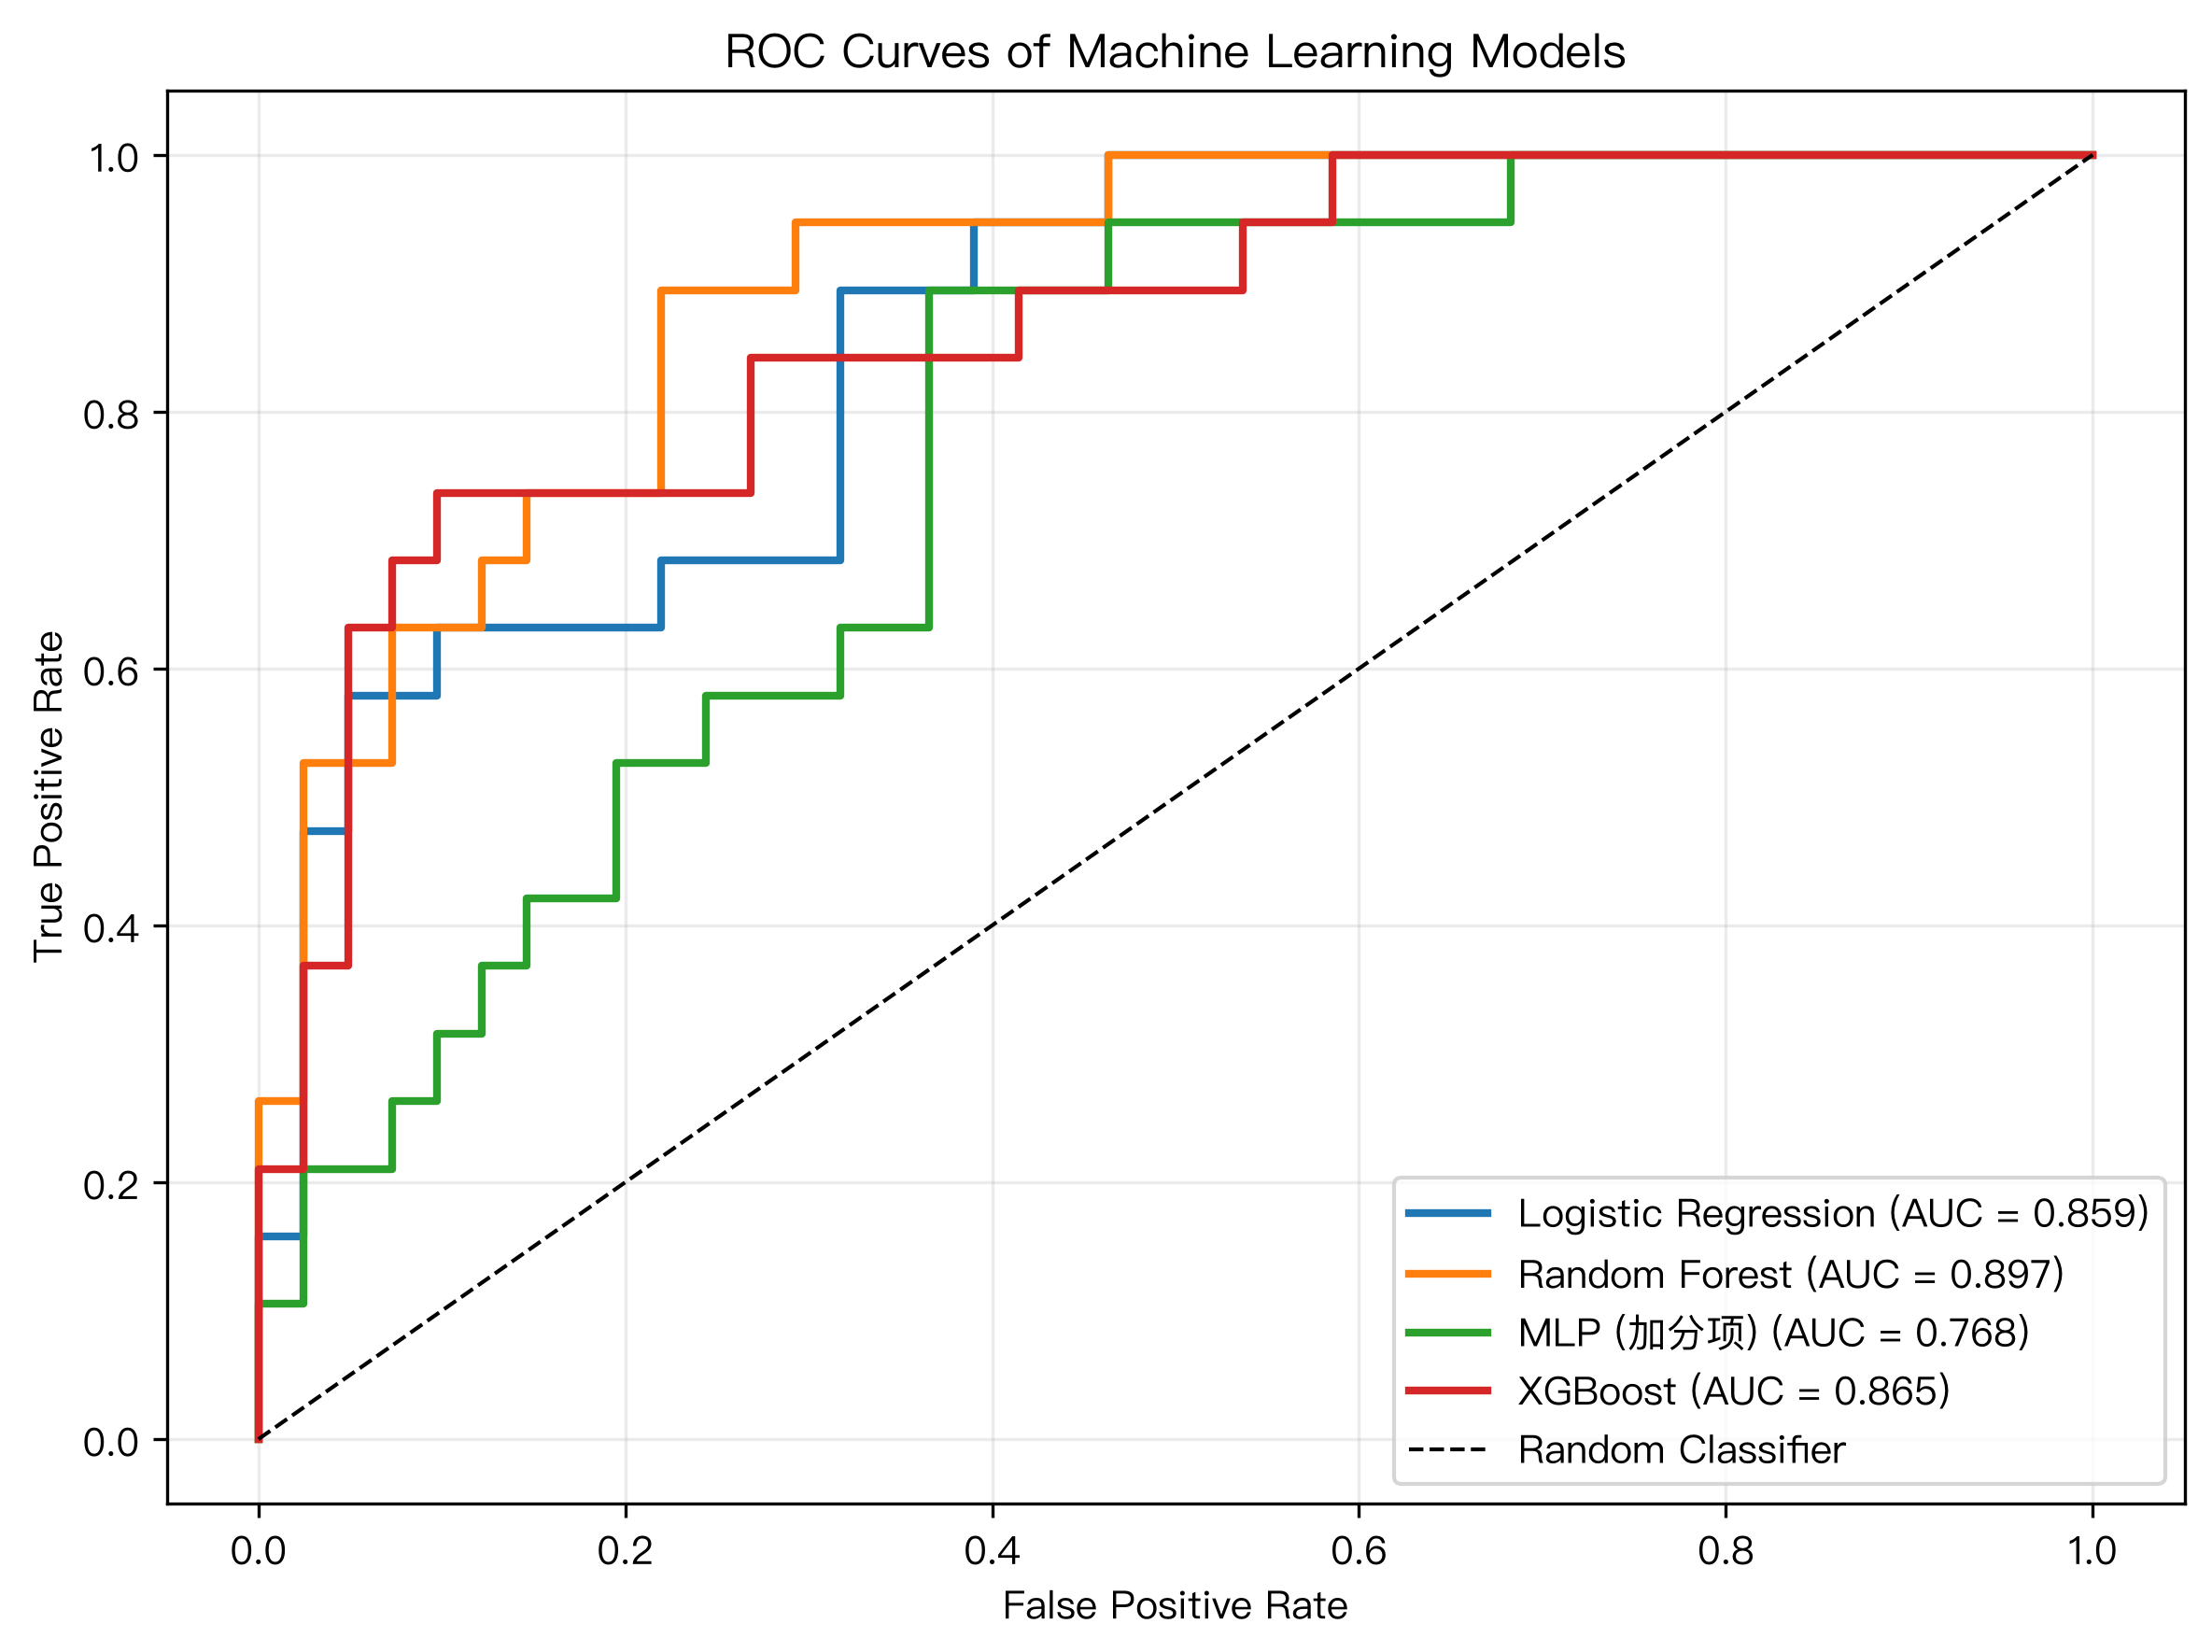 ROC Curves of Machine Learning Models
True Positive Rate
1.0
0.8
0.6
0.4
0.2
0.0
0.0 0.2 0.4 0.6 0.8 1.0
False Positive Rate
Logistic Regression (AUC = 0.859)
Random Forest (AUC = 0.897)
MLP (加分项) (AUC = 0.768)
XGBoost (AUC = 0.865)
Random Classifier